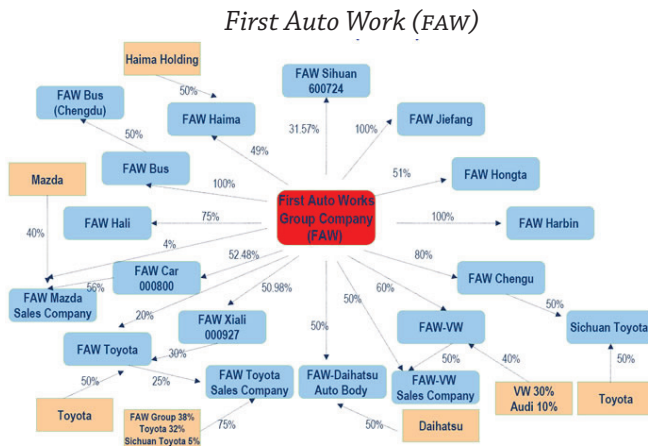 First Auto Work (FAW)
Haima Holding
FAW Sihuan
600724
FAW Bus
(Chengdu)
50%
FAW Haima
FAW Jiefang
31.57%
100%
50%
49%
FAW Bus
51%
FAW Hongta
Mazda
100%
First Auto Works
Group Company
(FAW)
FAW Hali
75%
100%
FAW Harbin
40%
4%
52.48%
80%
FAW Car
000800
56%
50.98%
FAW Chengu
FAW Mazda
Sales Company
50%
60%
20%
50%
FAW Xiali
000927
FAW-VW
Sichuan Toyota
50%
FAW Toyota
30%
50%
40%
50%
25%
FAW Toyota
Sales Company
FAW-Daihatsu
Auto Body
FAW-VW
Sales Company
50%
VW 30%
Audi 10%
Toyota
Toyota
FAW Group 38%
Toyota 32%
Sichuan Toyota 5%
75%
50%
Daihatsu